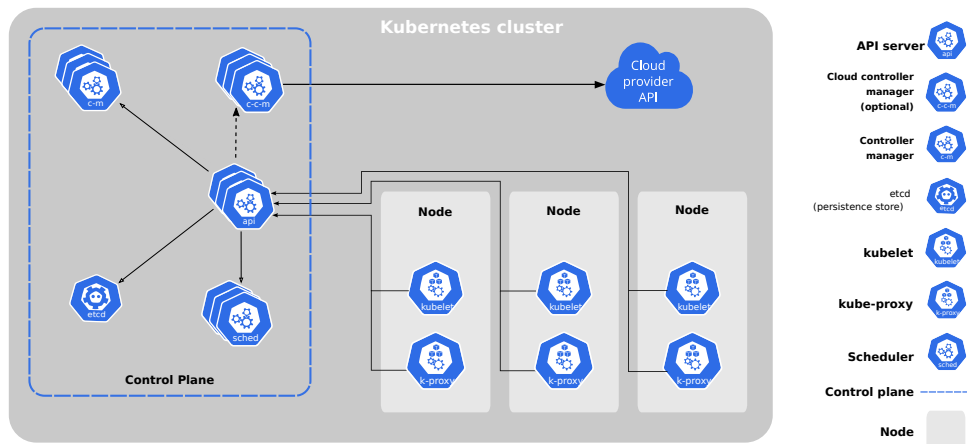 Kubernetes cluster
c-m
c-c-m
Cloud
provider
API
api
Node
Node
Node
etcd
sched
kubelet
kubelet
kubelet
k-proxy
k-proxy
k-proxy
Control Plane
API server
api
Cloud controller
manager
(optional)
c-c-m
Controller
manager
c-m
etcd
(persistence store)
etcd
kubelet
kubelet
kube-proxy
k-proxy
Scheduler
sched
Control plane
Node